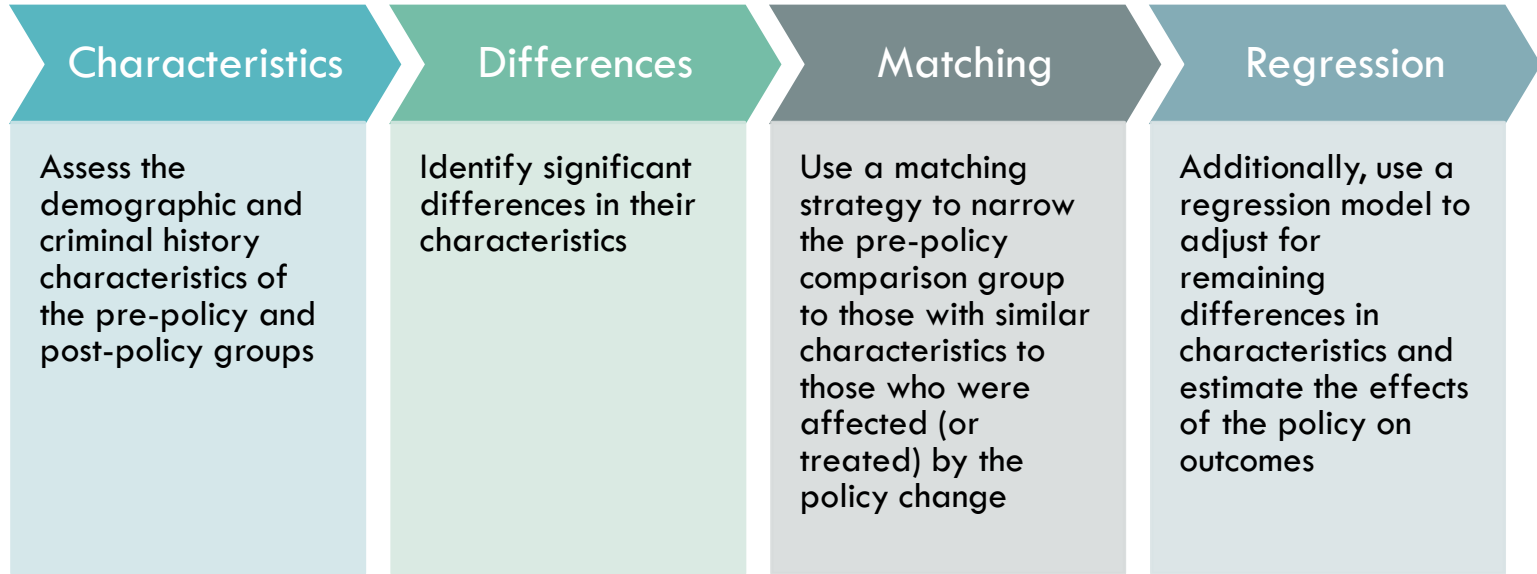 Characteristics
Assess the
demographic and
criminal history
characteristics of
the pre-policy and
post-policy groups
Differences
Identify significant
differences in their
characteristics
Matching
Use a matching
strategy to narrow
the pre-policy
comparison group
to those with similar
characteristics to
those who were
affected (or
treated) by the
policy change
Regression
Additionally, use a
regression model to
adjust for
remaining
differences in
characteristics and
estimate the effects
of the policy on
outcomes